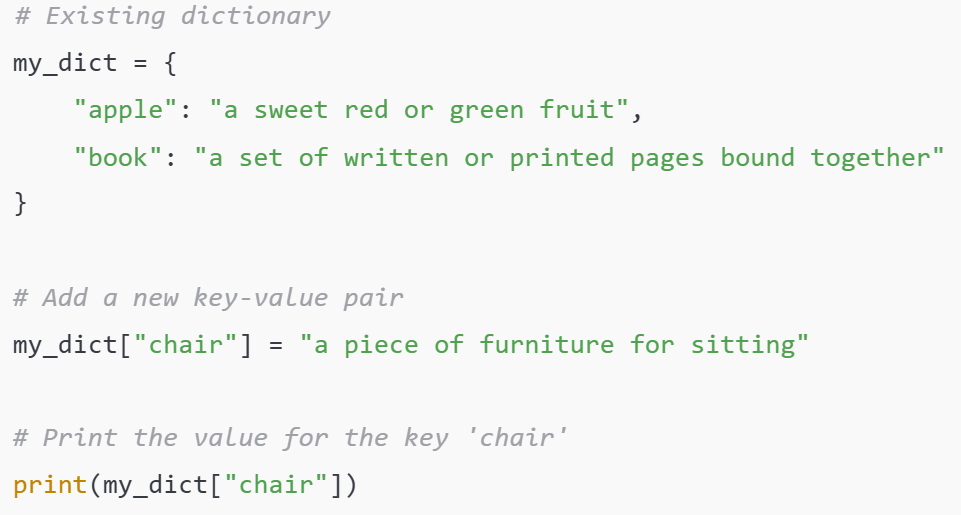 # Existing dictionary
my_dict = {
    "apple": "a sweet red or green fruit",
    "book": "a set of written or printed pages bound together"
}

# Add a new key-value pair
my_dict["chair"] = "a piece of furniture for sitting"

# Print the value for the key 'chair'
print(my_dict["chair"])